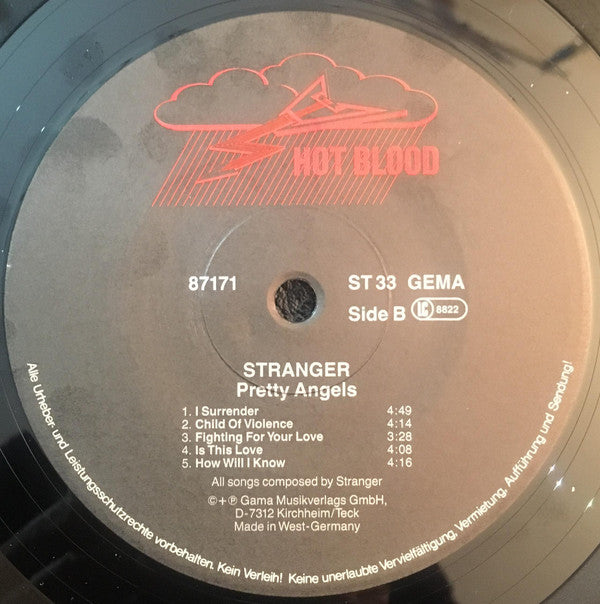 HOT BLOOD
87171
ST 33 GEMA
Side B LC 8822
STRANGER
Pretty Angels
1. I Surrender 4:49
2. Child Of Violence 4:14
3. Fighting For Your Love 3:28
4. Is This Love 4:08
5. How Will I Know 4:16
All songs composed by Stranger
©+℗ Gama Musikverlags GmbH,
D-7312 Kirchheim/Teck
Made in West-Germany
Alle Urheber- und Leistungsschutzrechte vorbehalten. Kein Verleih! Keine unerlaubte Vervielfältigung, Vermietung, Aufführung und Sendung!